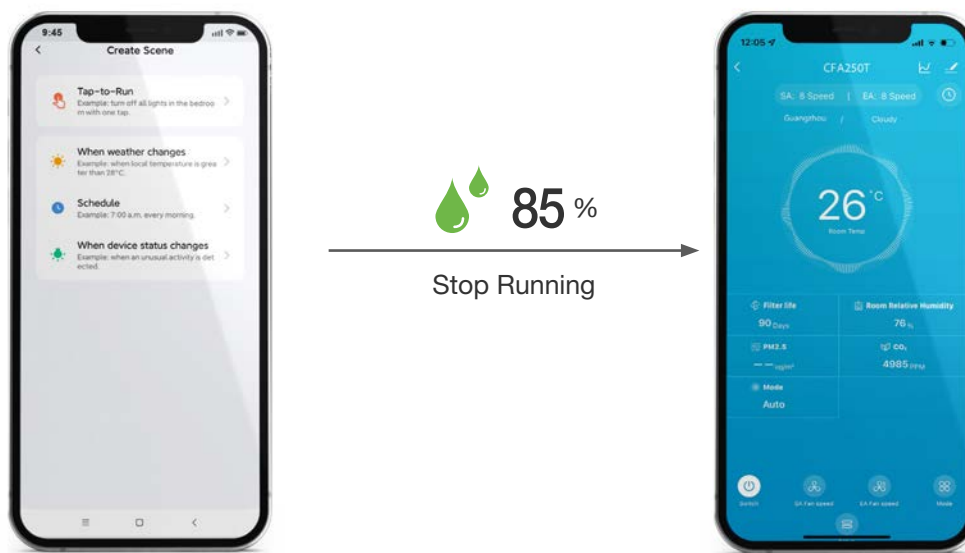 9:45
Create Scene
Tap-to-Run
Example: turn off all lights in the bedroo
m with one tap.
When weather changes
Example: when local temperature is grea
ter than 28°C.
Schedule
Example: 7:00 a.m. every morning.
When device status changes
Example: when an unusual activity is det
ected.
85 %
Stop Running
12:05
CFA250T
SA: 8 Speed | EA: 8 Speed
Guangzhou / Cloudy
26 °C
Room Temp
Filter life
90 Days
Room Relative Humidity
76 %
PM2.5
-- ug/m³
CO₂
4985 PPM
Mode
Auto
Switch
SA Fan speed
EA Fan speed
Mode